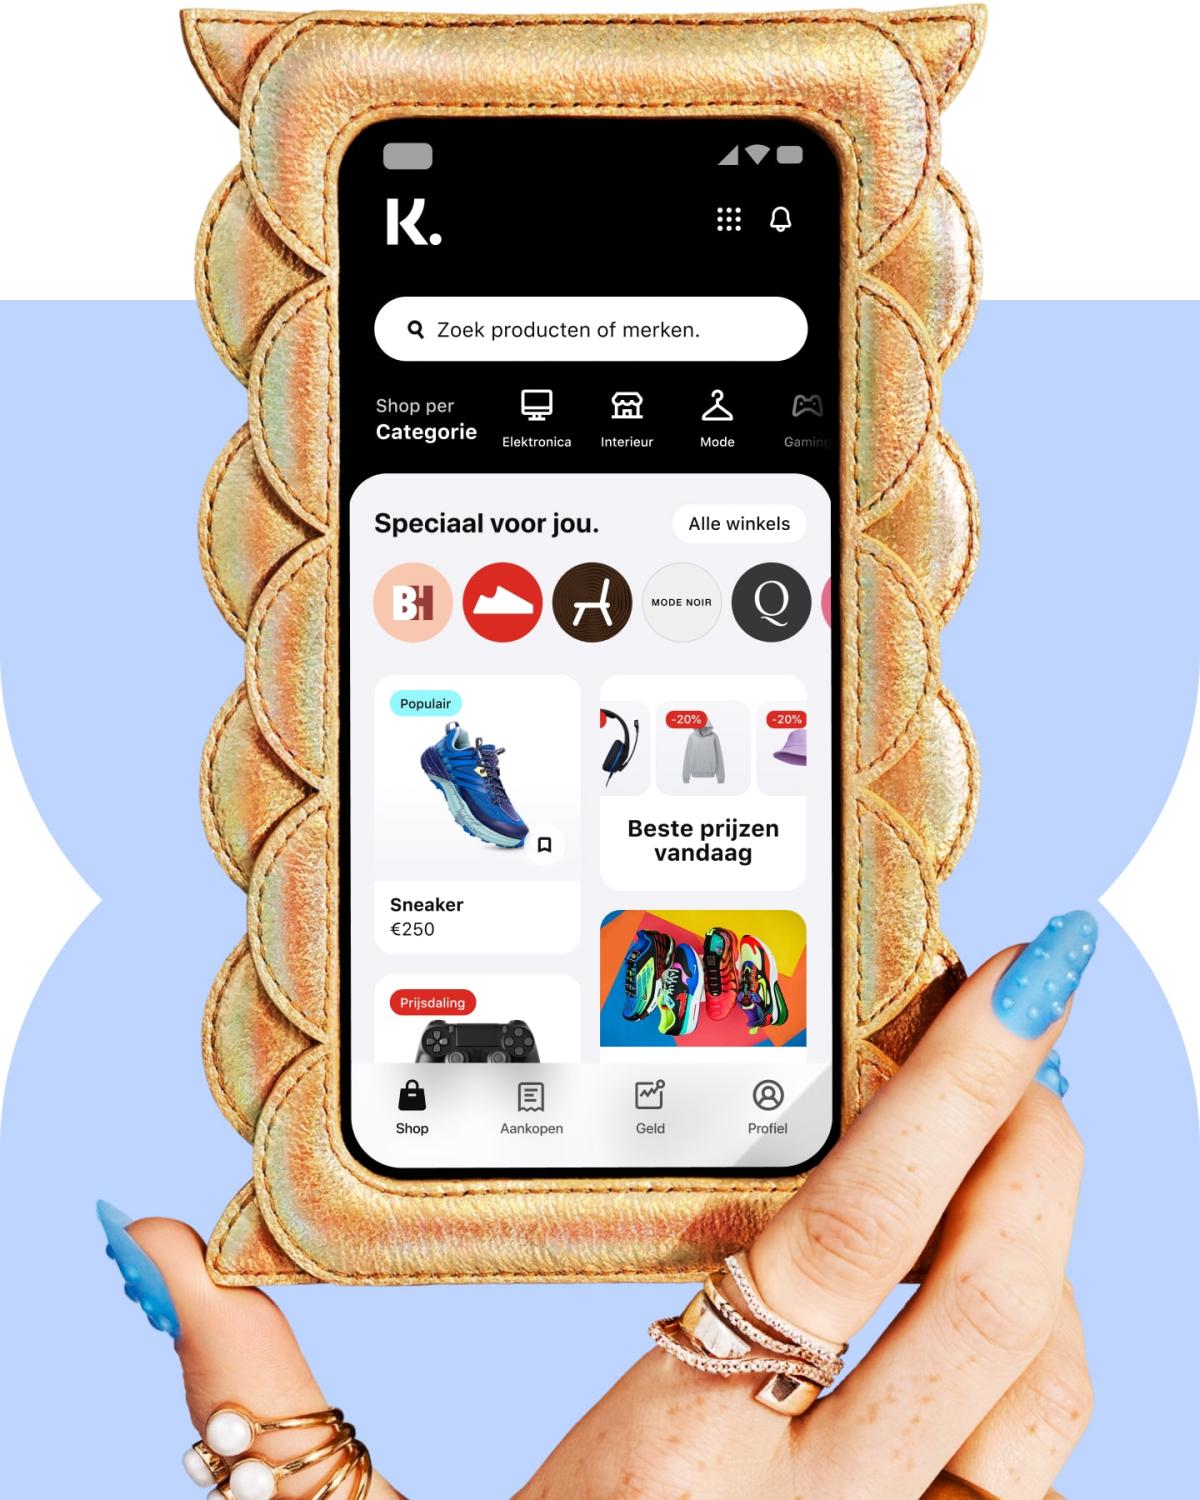 K.
Zoek producten of merken.
Shop per
Categorie
Elektronica
Interieur
Mode
Gaming
Speciaal voor jou.
Alle winkels
BH
MODE NOIR
Q
Populair
-20%
-20%
Beste prijzen
vandaag
Sneaker
€250
Prijsdaling
Shop
Aankopen
Geld
Profiel